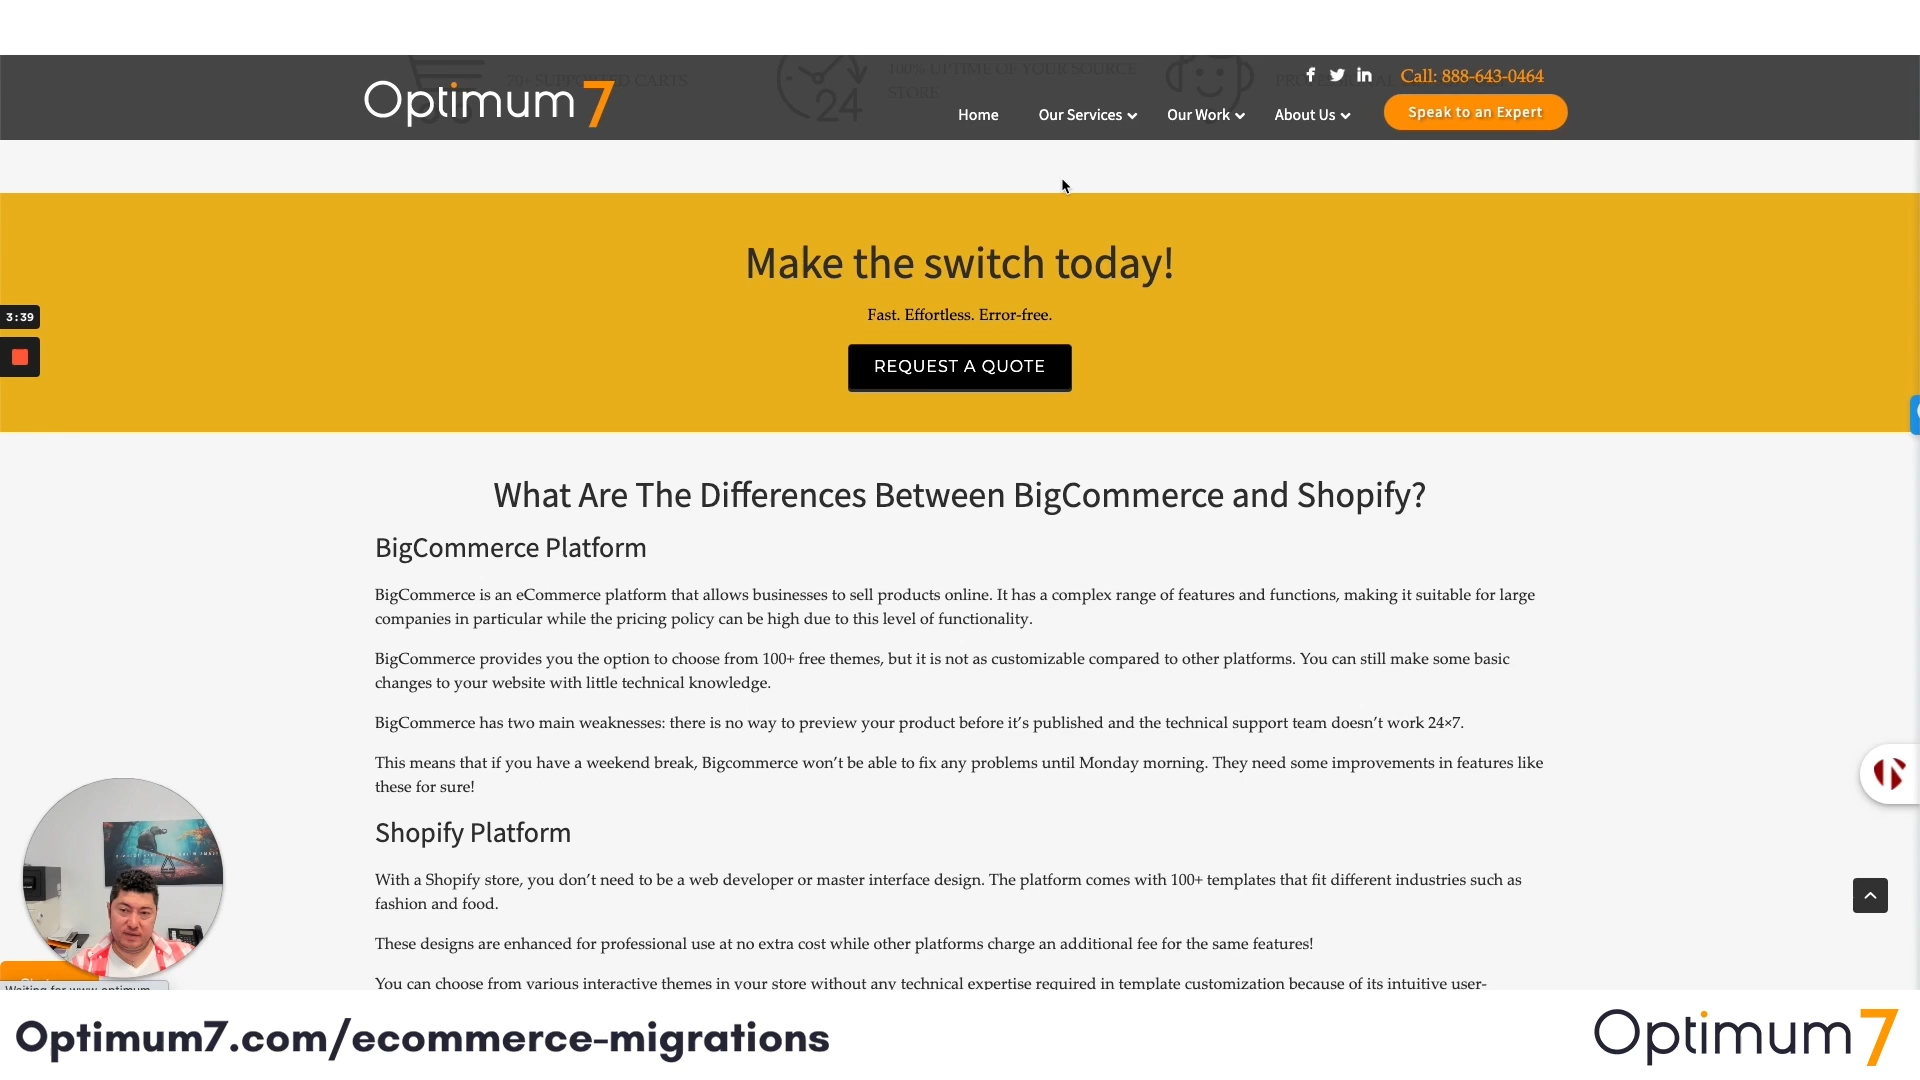 70+ SUPPORTED CARTS
100% UPTIME OF YOUR SOURCE
STORE
24
Optimum7
Call: 888-643-0464
Home
Our Services
Our Work
About Us
Speak to an Expert
Make the switch today!
Fast. Effortless. Error-free.
REQUEST A QUOTE
3:39
What Are The Differences Between BigCommerce and Shopify?
BigCommerce Platform
BigCommerce is an eCommerce platform that allows businesses to sell products online. It has a complex range of features and functions, making it suitable for large
companies in particular while the pricing policy can be high due to this level of functionality.
BigCommerce provides you the option to choose from 100+ free themes, but it is not as customizable compared to other platforms. You can still make some basic
changes to your website with little technical knowledge.
BigCommerce has two main weaknesses: there is no way to preview your product before it’s published and the technical support team doesn’t work 24×7.
This means that if you have a weekend break, Bigcommerce won’t be able to fix any problems until Monday morning. They need some improvements in features like
these for sure!
Shopify Platform
With a Shopify store, you don’t need to be a web developer or master interface design. The platform comes with 100+ templates that fit different industries such as
fashion and food.
These designs are enhanced for professional use at no extra cost while other platforms charge an additional fee for the same features!
You can choose from various interactive themes in your store without any technical expertise required in template customization because of its intuitive user-
Waiting for www.optimum
Optimum7.com/ecommerce-migrations
Optimum7